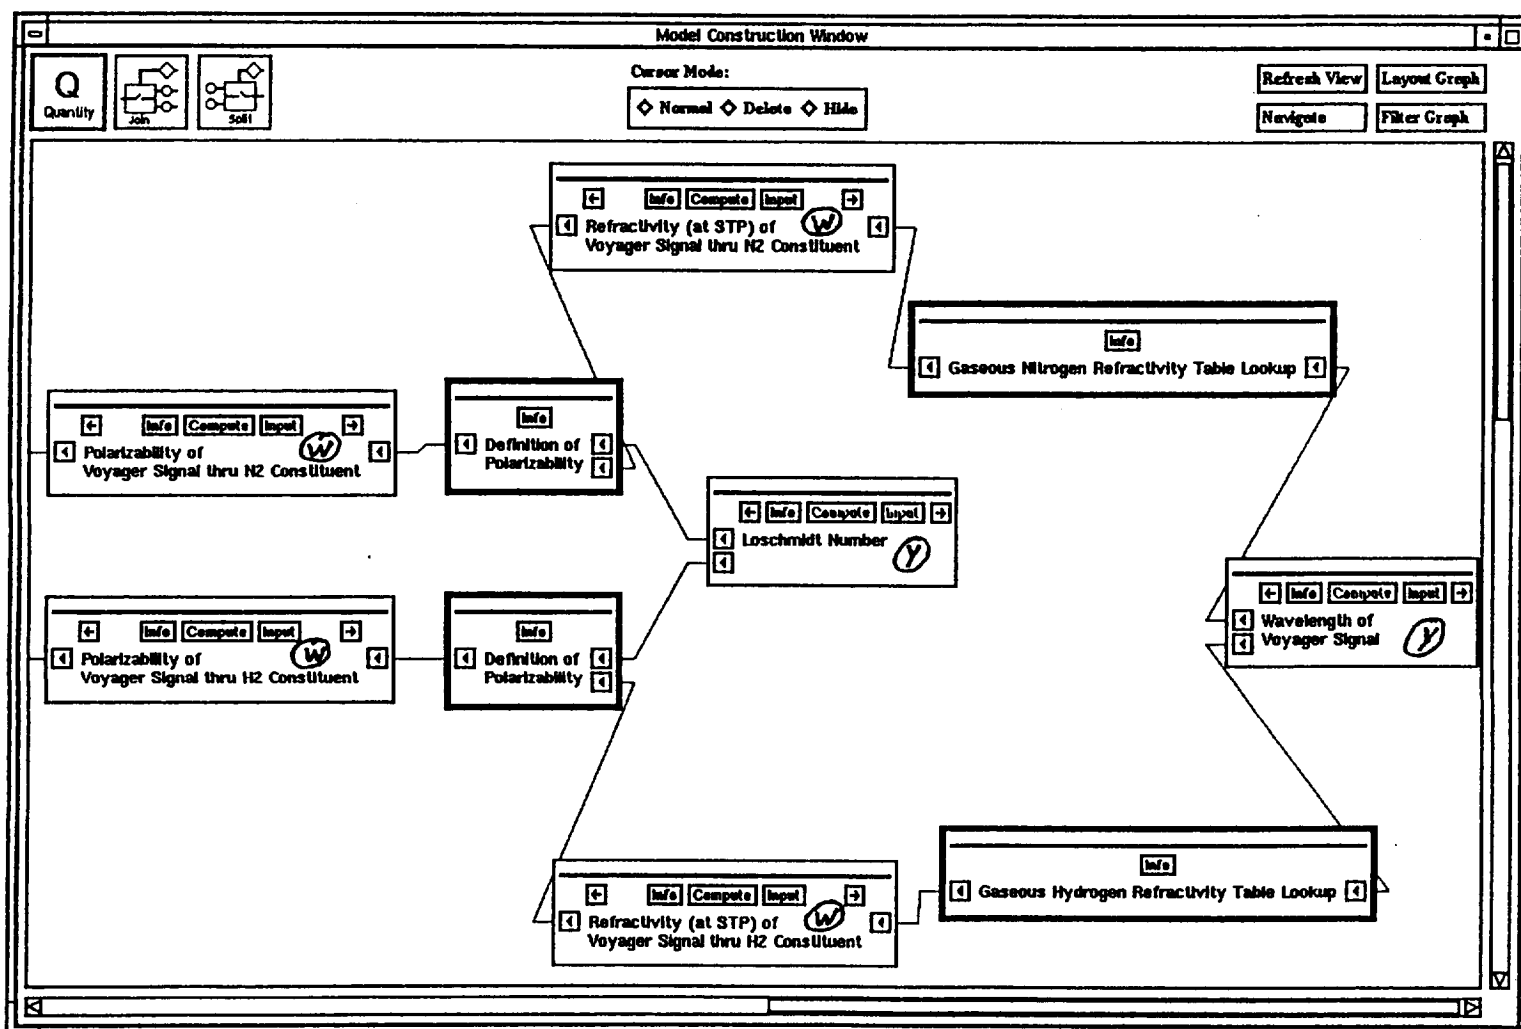 Model Construction Window
Q
Quantity
Join
Split
Cursor Mode:
Normal Delete Hide
Refresh View Layout Graph
Navigate Filter Graph
Info Compute Input
Refractivity (at STP) of W
Voyager Signal thru N2 Constituent
Info
Gaseous Nitrogen Refractivity Table Lookup
Info Compute Input
Polarizability of W
Voyager Signal thru N2 Constituent
Info
Definition of
Polarizability
Info Compute Input
Loschmidt Number Y
Info Compute Input
Wavelength of
Voyager Signal Y
Info Compute Input
Polarizability of W
Voyager Signal thru H2 Constituent
Info
Definition of
Polarizability
Info
Gaseous Hydrogen Refractivity Table Lookup
Info Compute Input
Refractivity (at STP) of W
Voyager Signal thru H2 Constituent